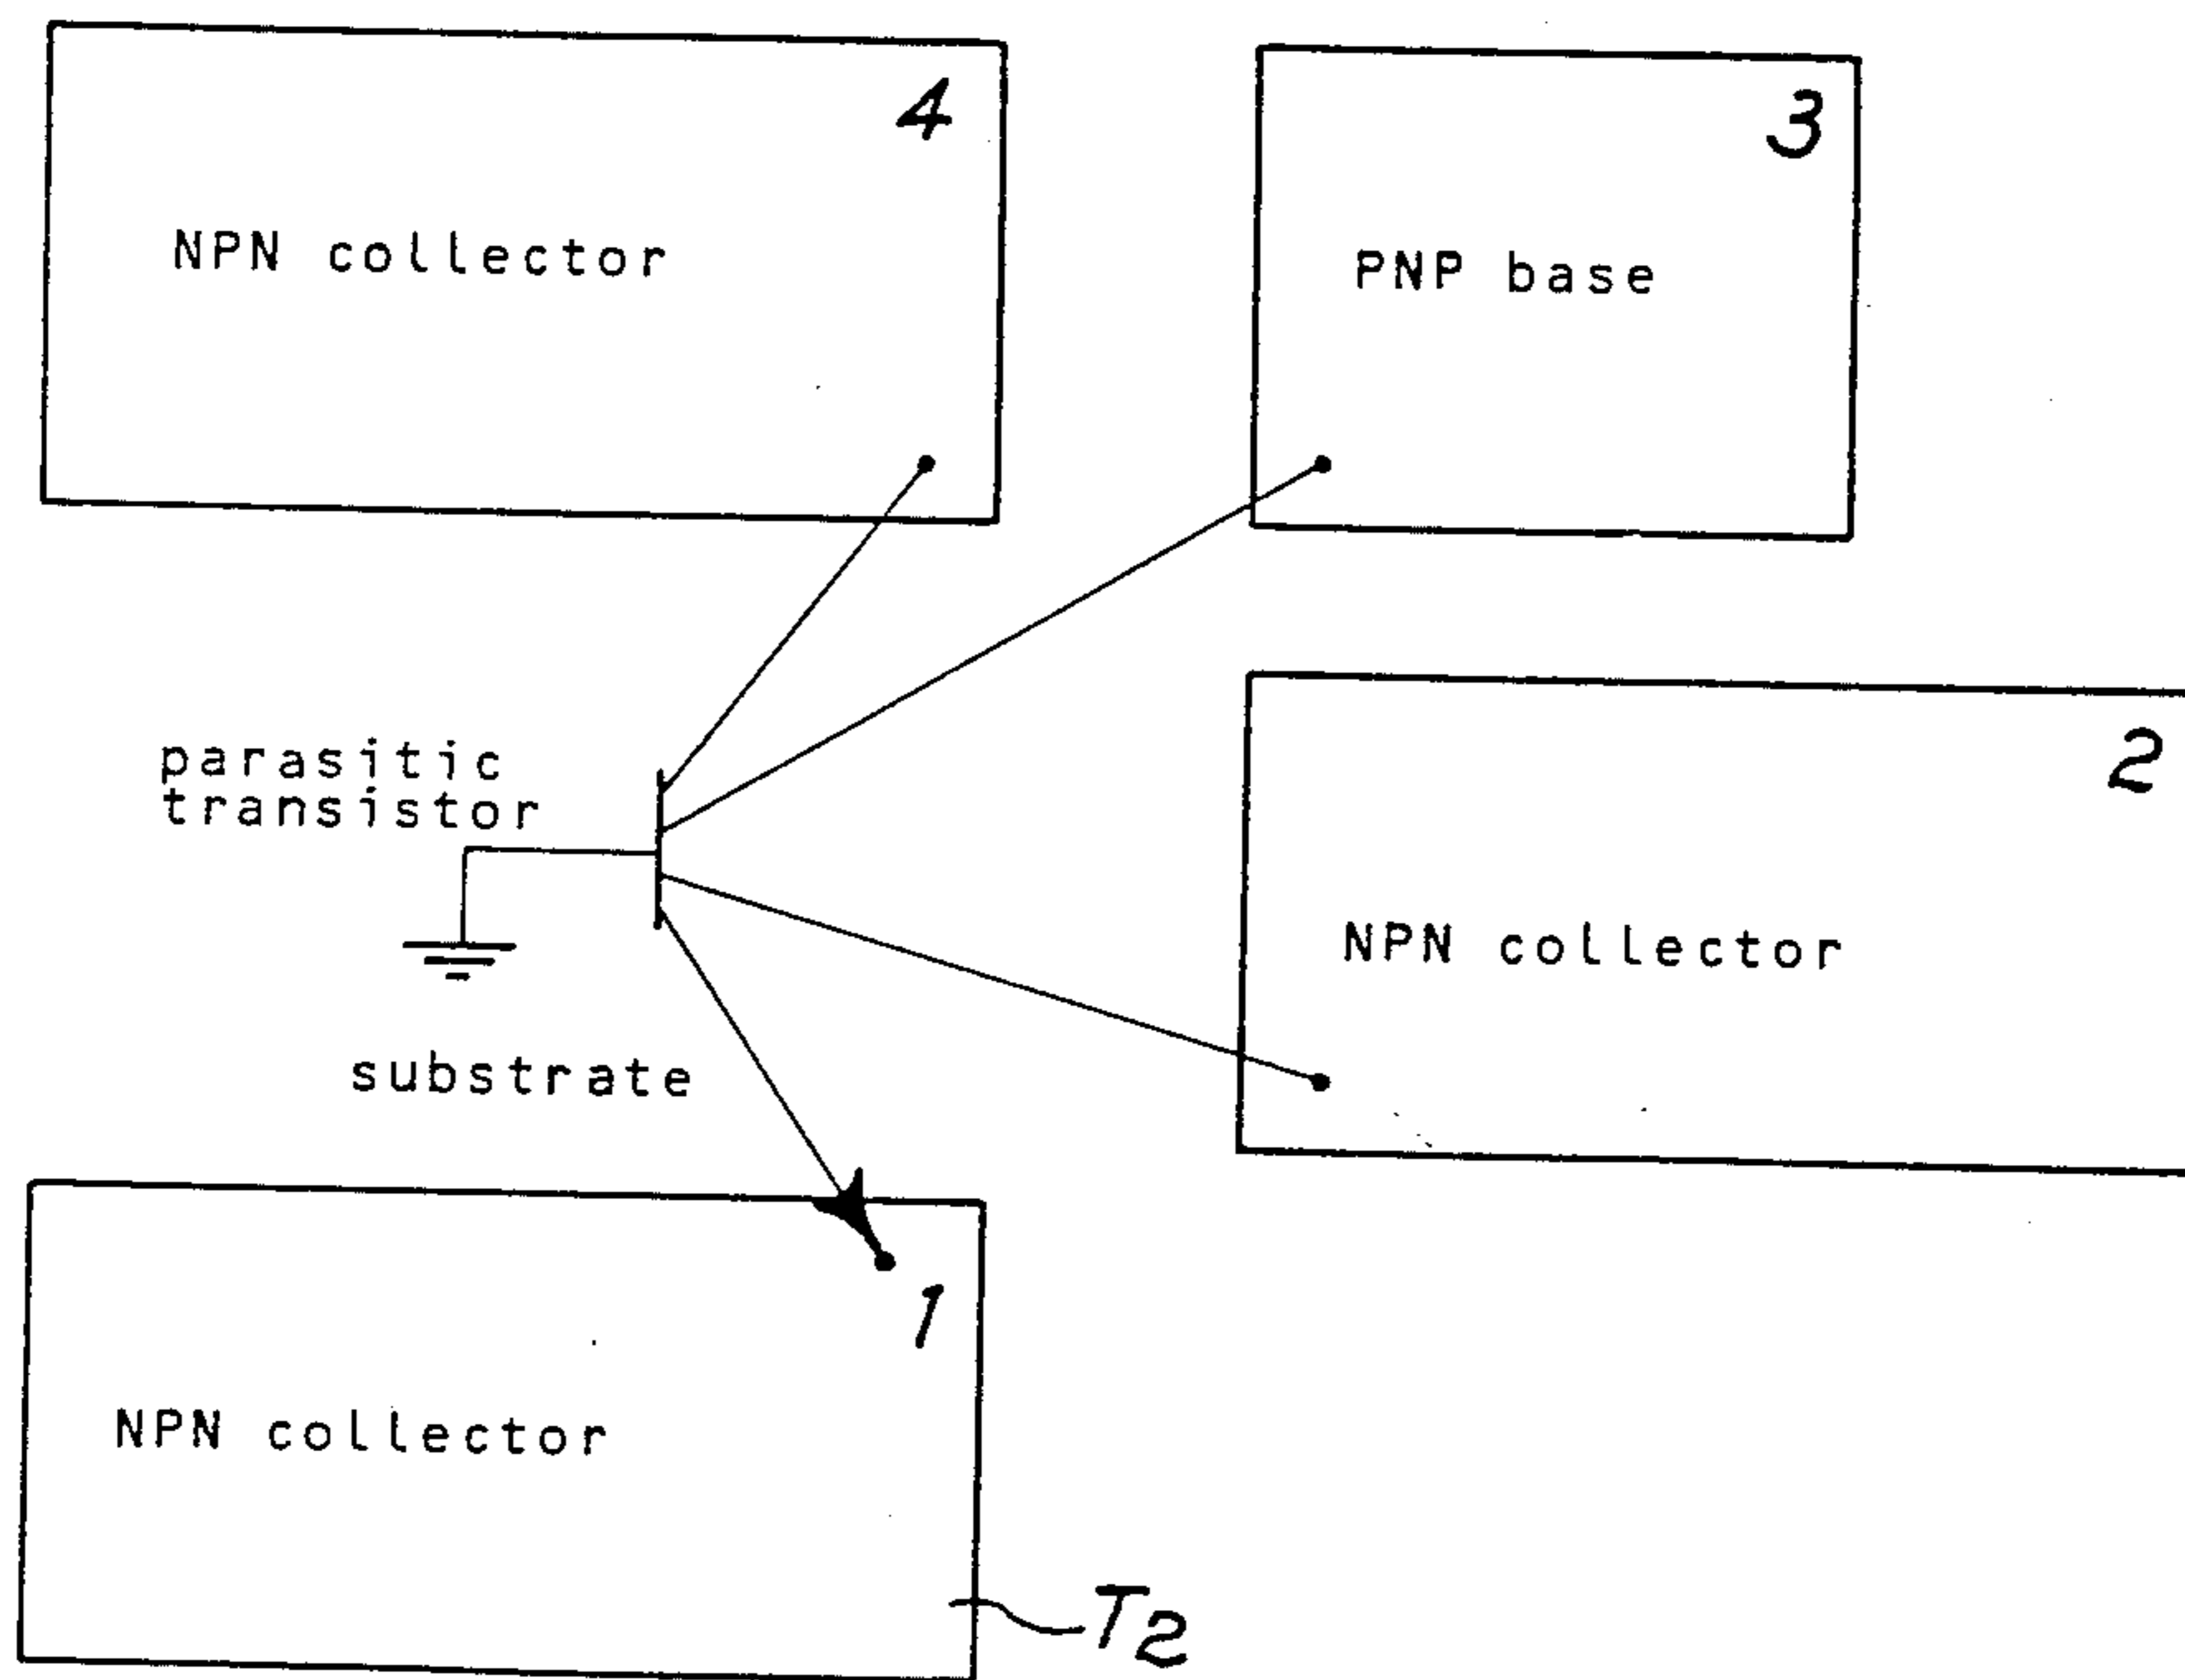 4
3
NPN collector
PNP base
parasitic
transistor
2
NPN collector
substrate
1
NPN collector
T2